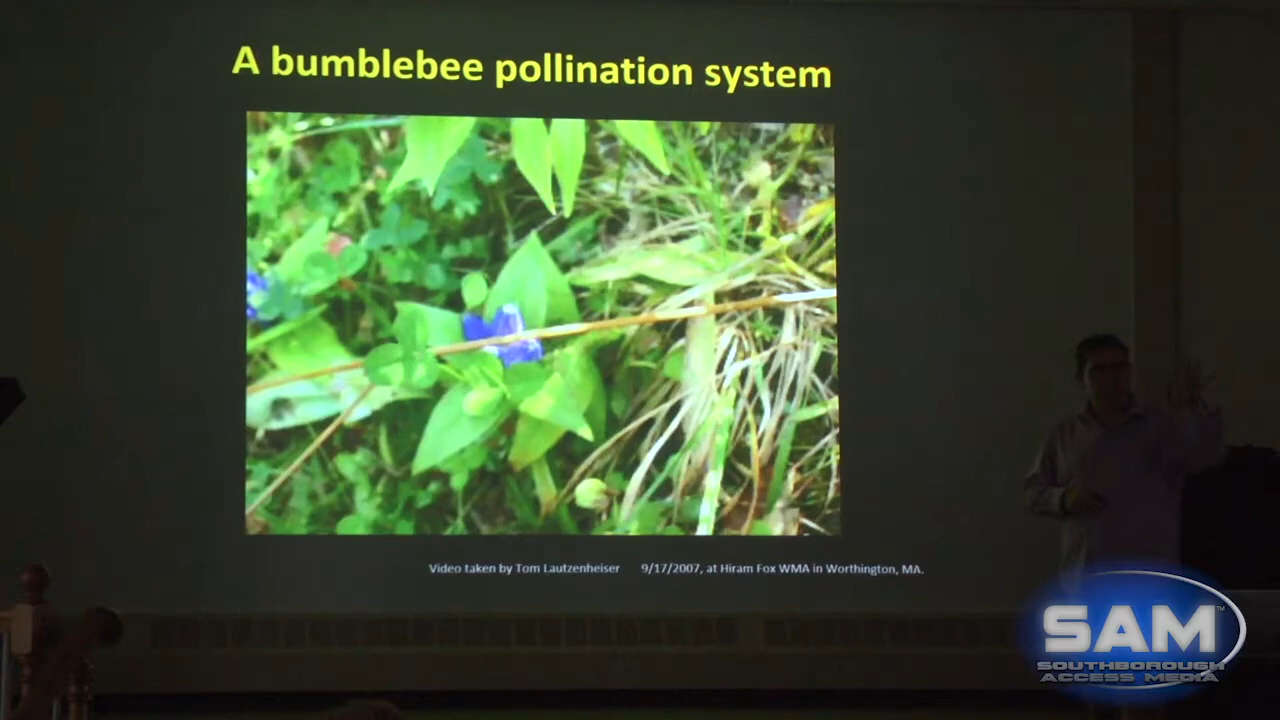 A bumblebee pollination system
Video taken by Tom Lautzenheiser 9/17/2007, at Hiram Fox WMA in Worthington, MA.
SAM™
SOUTHBOROUGH
ACCESS MEDIA